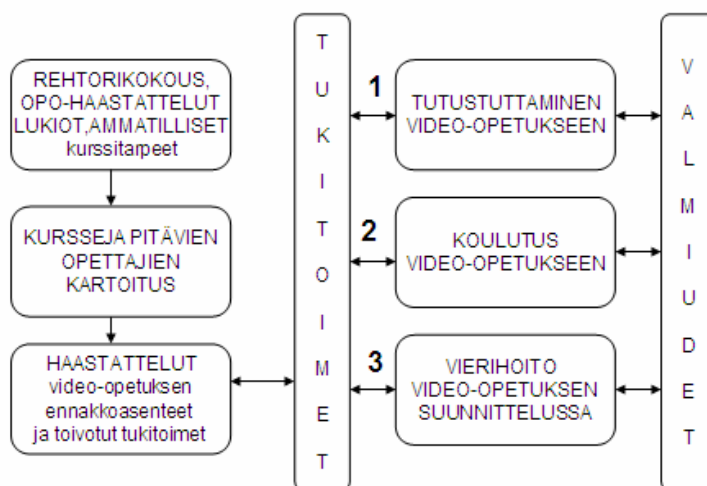 REHTORIKOKOUS,
OPO-HAASTATTELUT
LUKIOT,AMMATILLISET
kurssitarpeet
KURSSEJA PITÄVIEN
OPETTAJIEN
KARTOITUS
HAASTATTELUT
video-opetuksen
ennakkoasenteet
ja toivotut tukitoimet
T
U
K
I
T
O
I
M
E
T
1
TUTUSTUTTAMINEN
VIDEO-OPETUKSEEN
2
KOULUTUS
VIDEO-OPETUKSEEN
3
VIERIHOITO
VIDEO-OPETUKSEN
SUUNNITTELUSSA
V
A
L
M
I
U
D
E
T